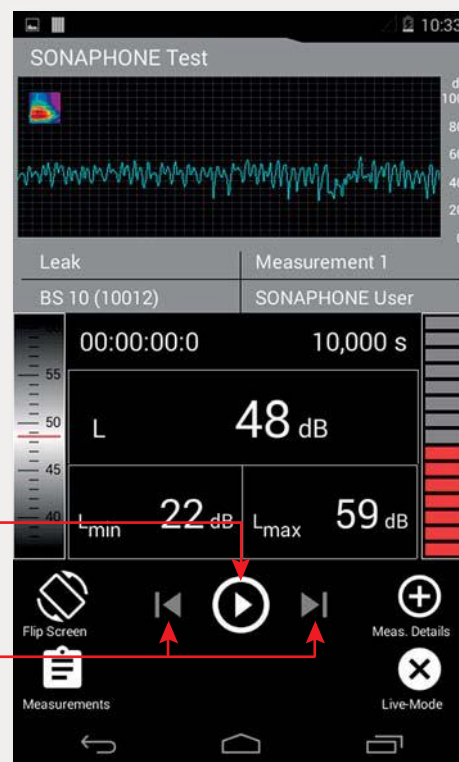 10:33
SONAPHONE Test
100
80
60
40
20
Leak Measurement 1
BS 10 (10012) SONAPHONE User
00:00:00:0 10,000 s
55
50
45
40
L 48 dB
Lmin 22 dB Lmax 59 dB
Flip Screen
Meas. Details
Measurements
Live-Mode